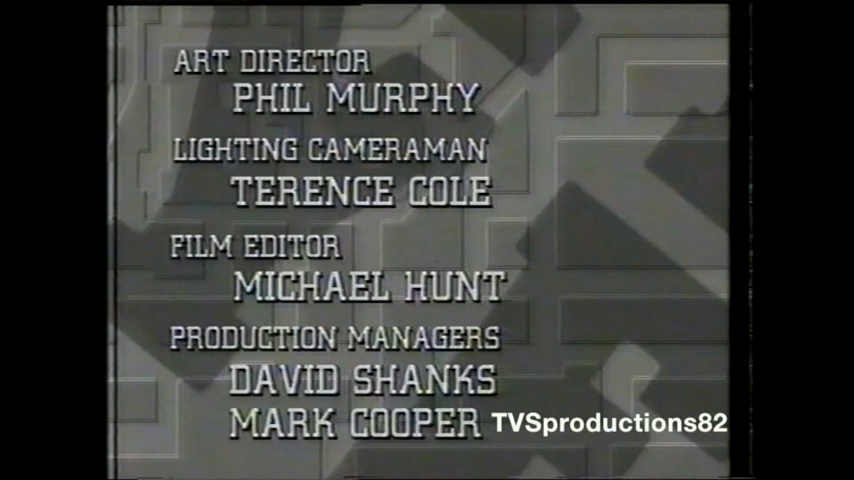 ART DIRECTOR
PHIL MURPHY
LIGHTING CAMERAMAN
TERENCE COLE
FILM EDITOR
MICHAEL HUNT
PRODUCTION MANAGERS
DAVID SHANKS
MARK COOPER
TVSproductions82